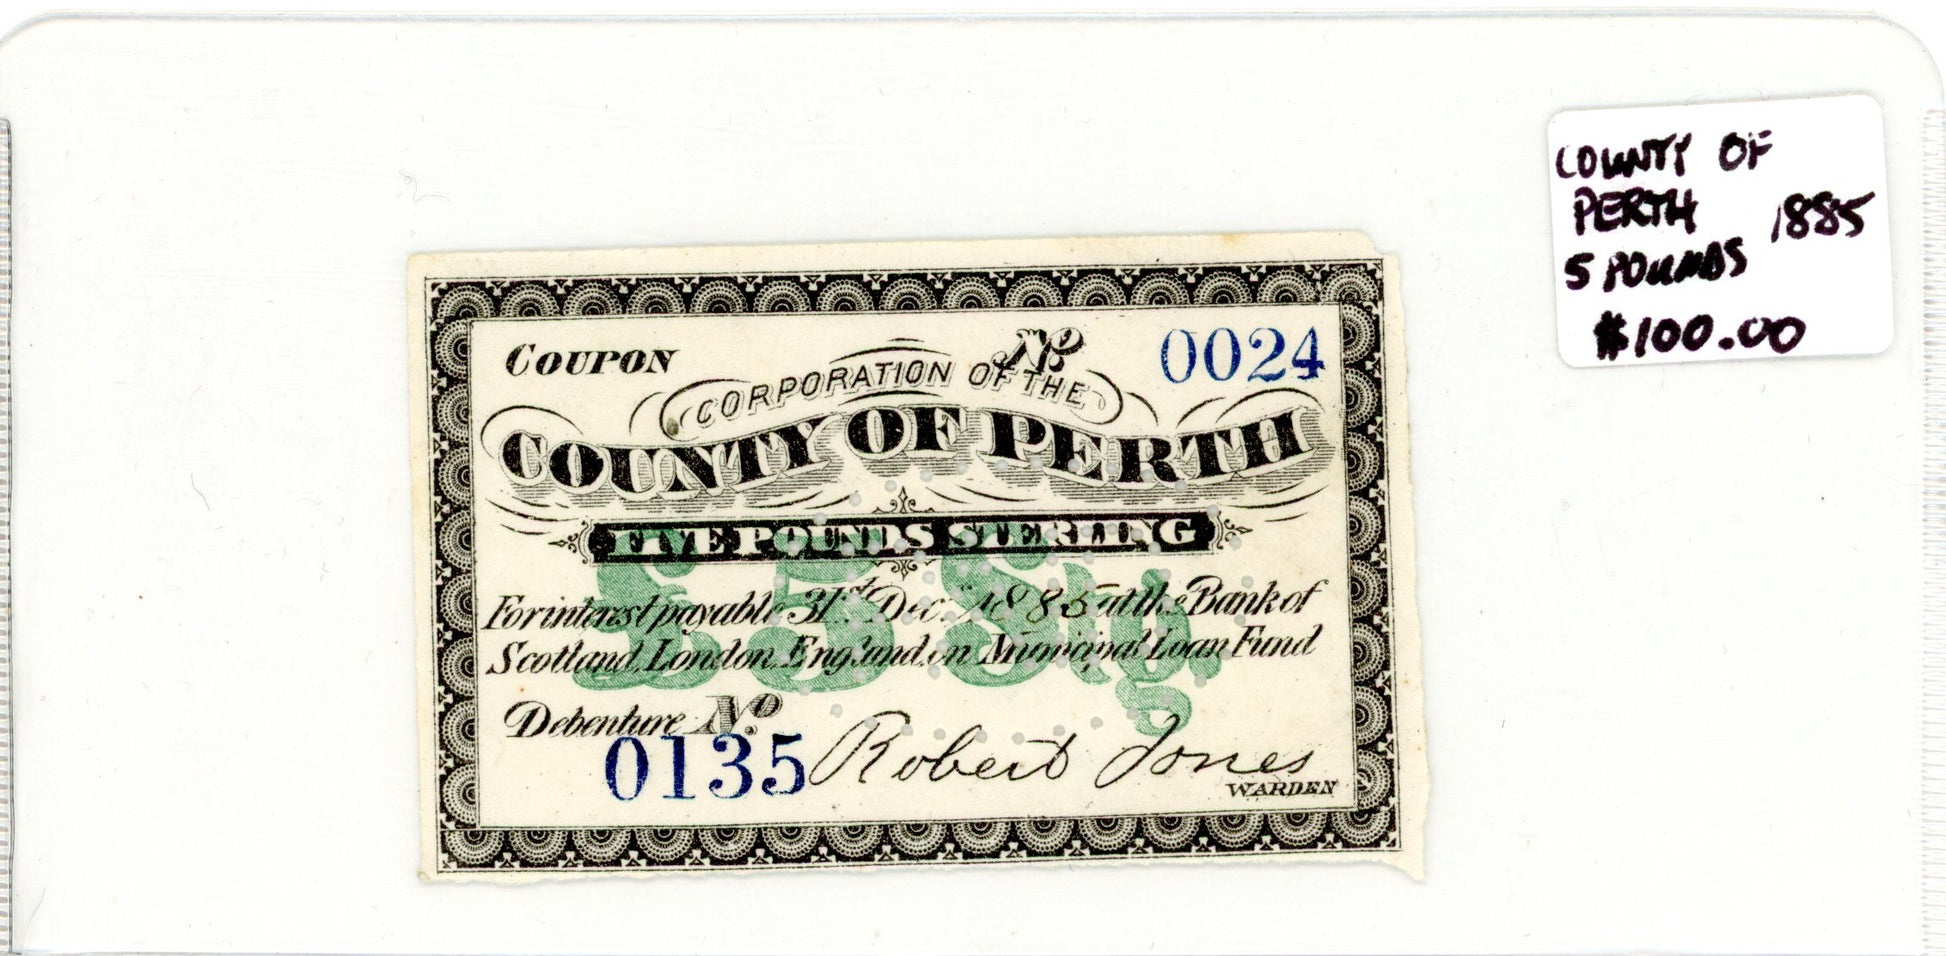 COUPON
Nº 0024
CORPORATION OF THE
COUNTY OF PERTH
FIVE POUNDS STERLING
£5 Stg.
For interest payable 31st Dec. 1885 at the Bank of
Scotland, London, England, on Municipal Loan Fund
Debenture Nº
0135
Robert Jones
WARDEN
COUNTY OF
PERTH 1885
5 POUNDS
$100.00